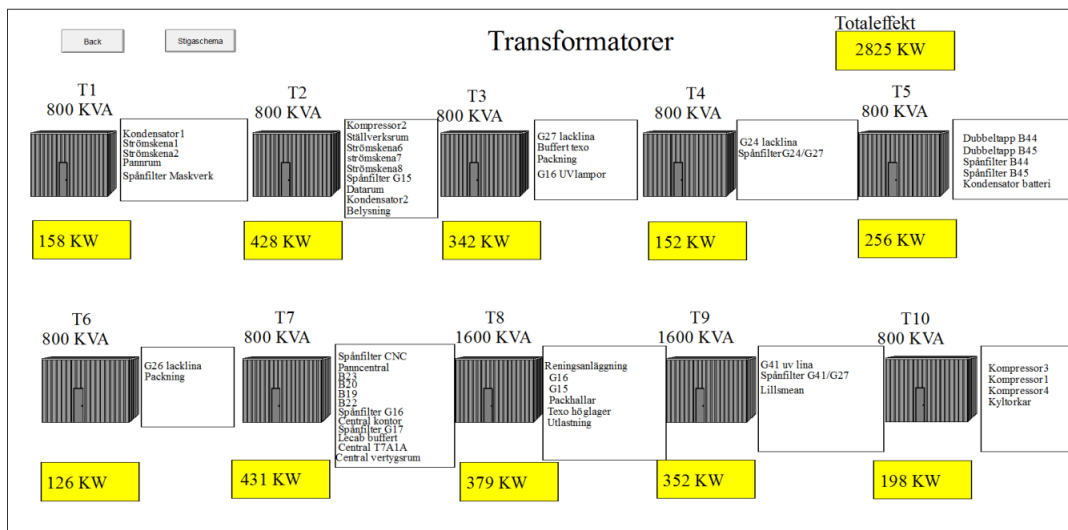 Back
Stigaschema
Transformatorer
Totaleffekt
2825 KW
T1
800 KVA
Kondensator1
Strömskena1
Strömskena2
Pannrum
Spånfilter Maskverk
158 KW
T2
800 KVA
Kompressor2
Ställverksrum
Strömskena6
strömskena7
Strömskena8
Spånfilter G15
Datarum
Kondensator2
Belysning
428 KW
T3
800 KVA
G27 lacklina
Buffert texo
Packning
G16 UVlampor
342 KW
T4
800 KVA
G24 lacklina
SpånfilterG24/G27
152 KW
T5
800 KVA
Dubbeltapp B44
Dubbeltapp B45
Spånfilter B44
Spånfilter B45
Kondensator batteri
256 KW
T6
800 KVA
G26 lacklina
Packning
126 KW
T7
800 KVA
Spånfilter CNC
Panncentral
B23
B20
B19
B22
Spånfilter G16
Central kontor
Spånfilter G17
Lecab buffert
Central T7A1A
Central vertygsrum
431 KW
T8
1600 KVA
Reningsanläggning
G16
G15
Packhallar
Texo höglager
Utlastning
379 KW
T9
1600 KVA
G41 uv lina
Spånfilter G41/G27
Lillsmean
352 KW
T10
800 KVA
Kompressor3
Kompressor1
Kompressor4
Kyltorkar
198 KW